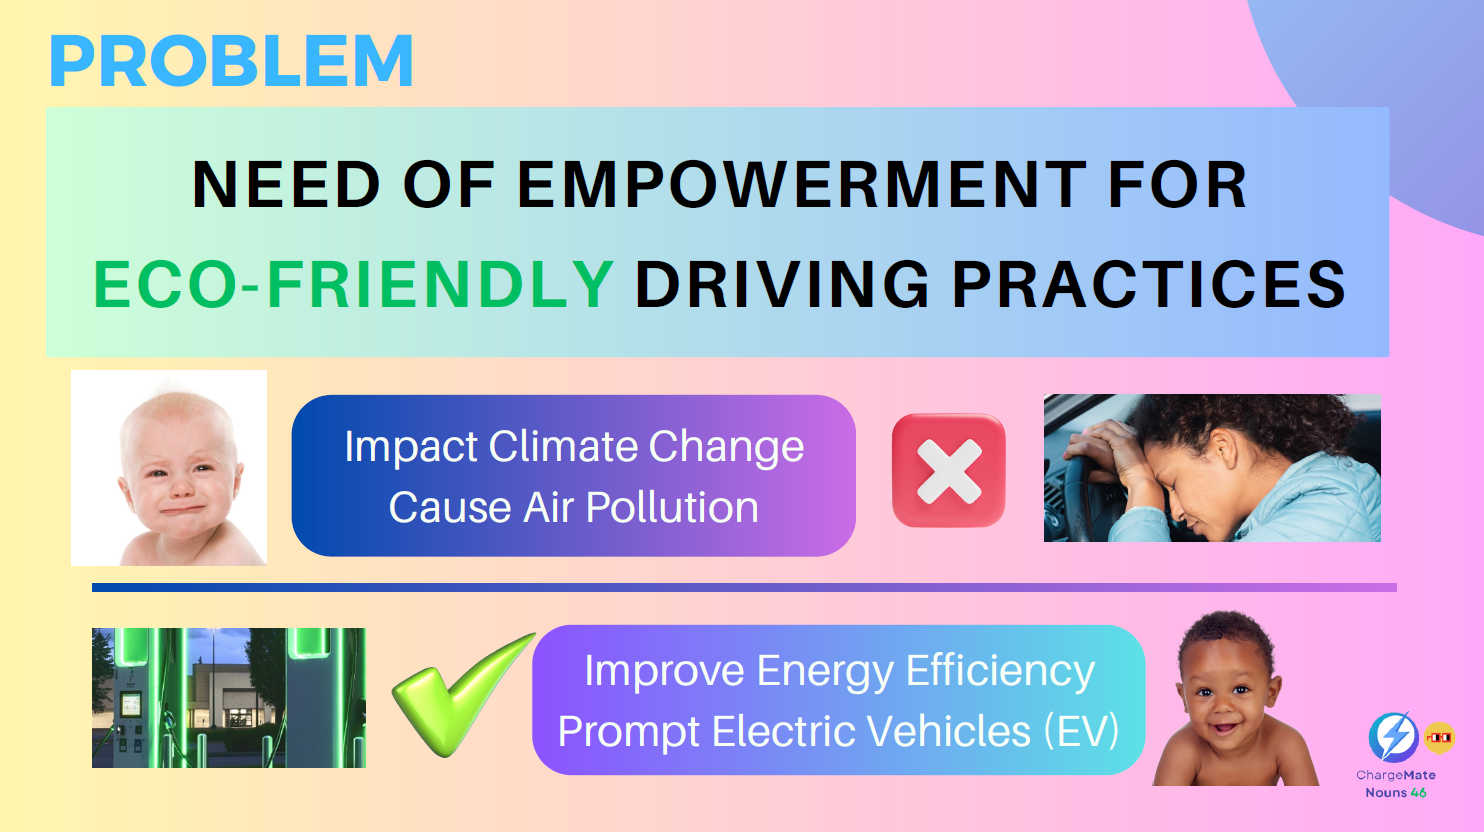 PROBLEM
NEED OF EMPOWERMENT FOR
ECO-FRIENDLY DRIVING PRACTICES
Impact Climate Change
Cause Air Pollution
Improve Energy Efficiency
Prompt Electric Vehicles (EV)
ChargeMate
Nouns 46